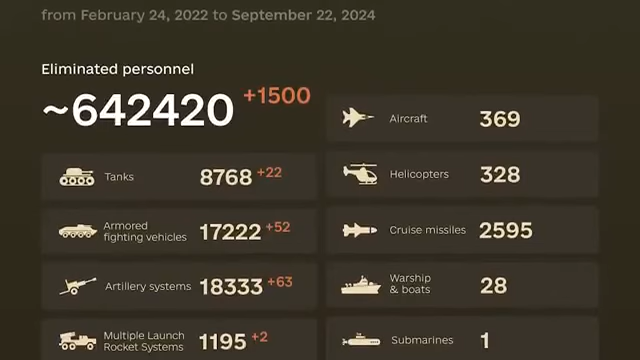 from February 24, 2022 to September 22, 2024
Eliminated personnel
~642420 +1500
Tanks 8768 +22
Armored
fighting vehicles 17222 +52
Artillery systems 18333 +63
Multiple Launch
Rocket Systems 1195 +2
Aircraft 369
Helicopters 328
Cruise missiles 2595
Warship
& boats 28
Submarines 1